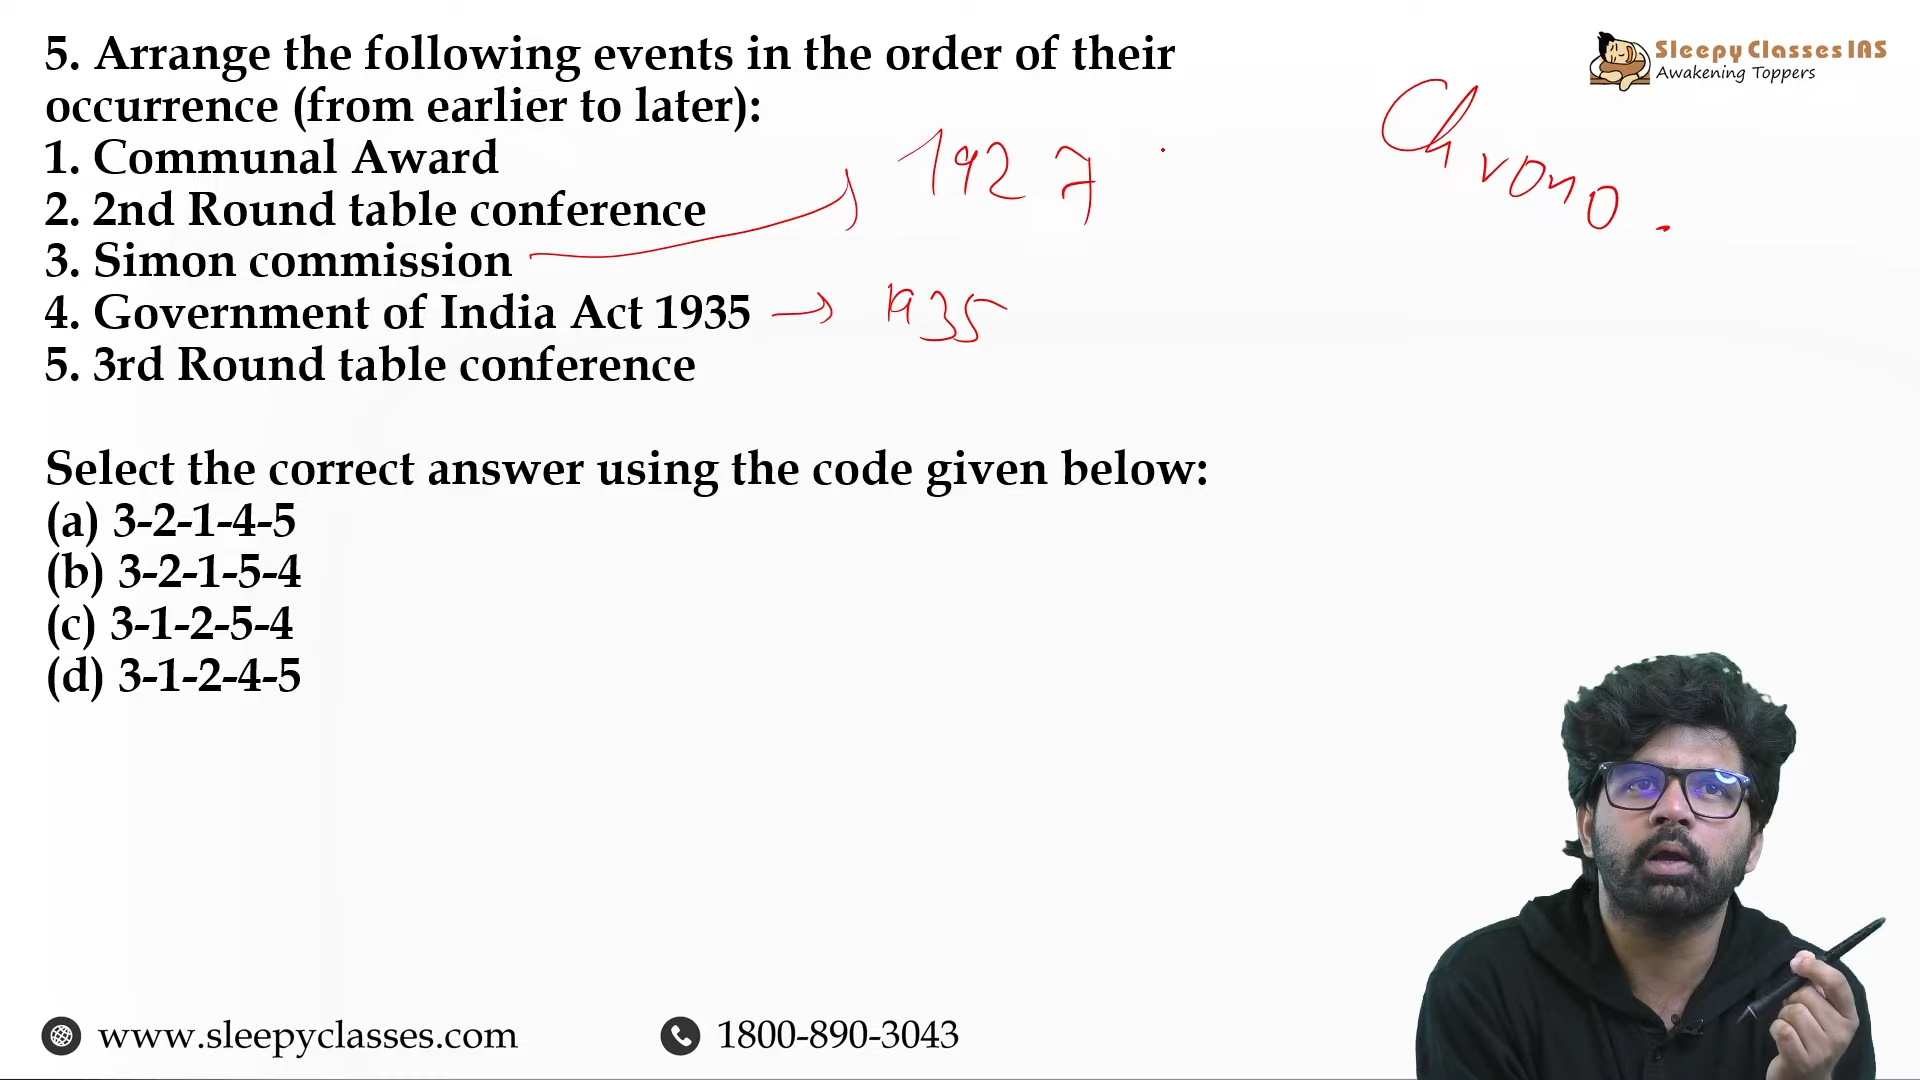 5. Arrange the following events in the order of their
occurrence (from earlier to later):
1. Communal Award
2. 2nd Round table conference
3. Simon commission
4. Government of India Act 1935
5. 3rd Round table conference
1927
1935
Chrono.
Sleepy Classes IAS
Awakening Toppers
Select the correct answer using the code given below:
(a) 3-2-1-4-5
(b) 3-2-1-5-4
(c) 3-1-2-5-4
(d) 3-1-2-4-5
www.sleepyclasses.com
1800-890-3043